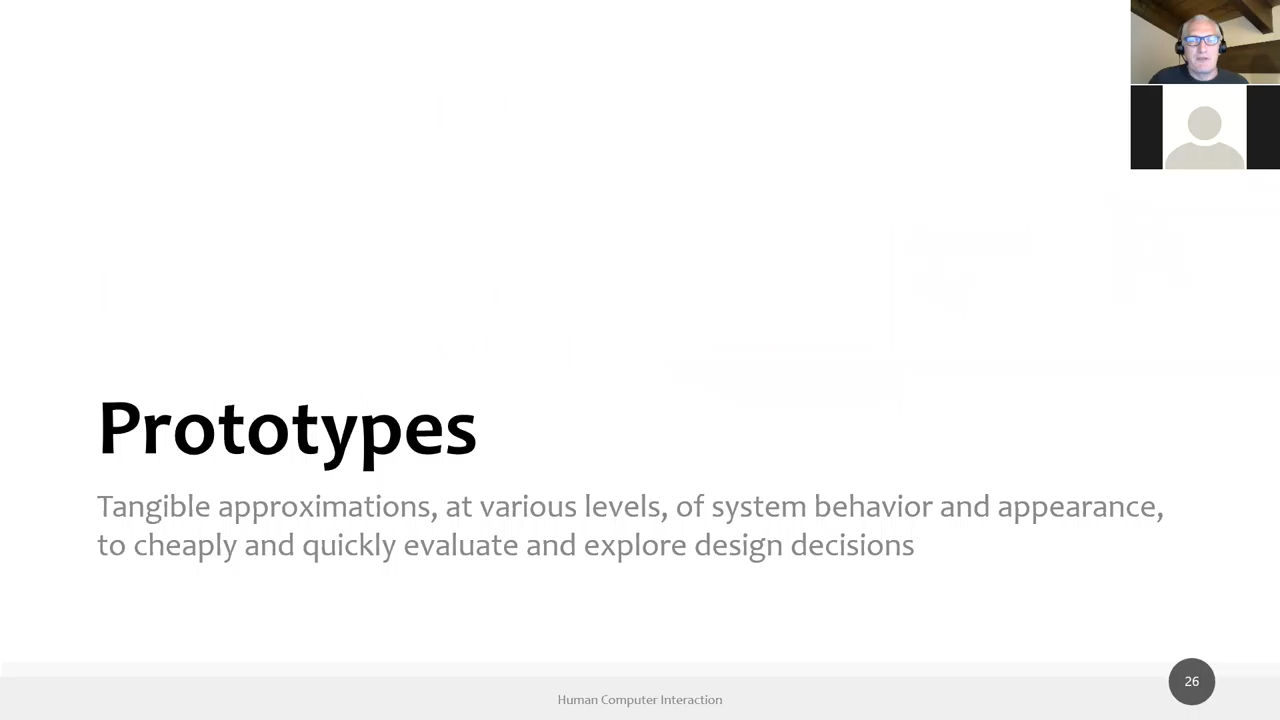 Prototypes
Tangible approximations, at various levels, of system behavior and appearance,
to cheaply and quickly evaluate and explore design decisions
Human Computer Interaction
26